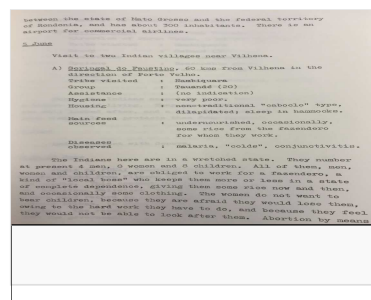 between the state of Mato Grosso and the federal territory
of Rondonia, and has about 300 inhabitants. There is an
airport for commercial airlines.
5 June
Visit to two Indian villages near Vilhena.
A) Seringal do Faustino, 60 km from Vilhena in the
direction of Porto Velho.
Tribe visited : Nambiquara
Group : (20)
Assistance : (no indication)
Hygiene : very poor.
Housing : nontraditional "caboclo" type,
dilapidated; sleep in hammocks.
Main food
sources : undernourished, occasionally,
some rice from the fazendero
for whom they work.
Diseases
observed : malaria, "colds", conjunctivitis.
The Indians here are in a wretched state. They number
at present 4 men, 8 women and 8 children. All of them, men,
women and children, are obliged to work for a fazendero, a
kind of "local boss" who keeps them more or less in a state
of complete dependence, giving them some rice now and then,
and occasionally some clothing. The women do not want to
bear children, because they are afraid they would lose them,
owing to the hard work they have to do, and because they feel
they would not be able to look after them. Abortion by means